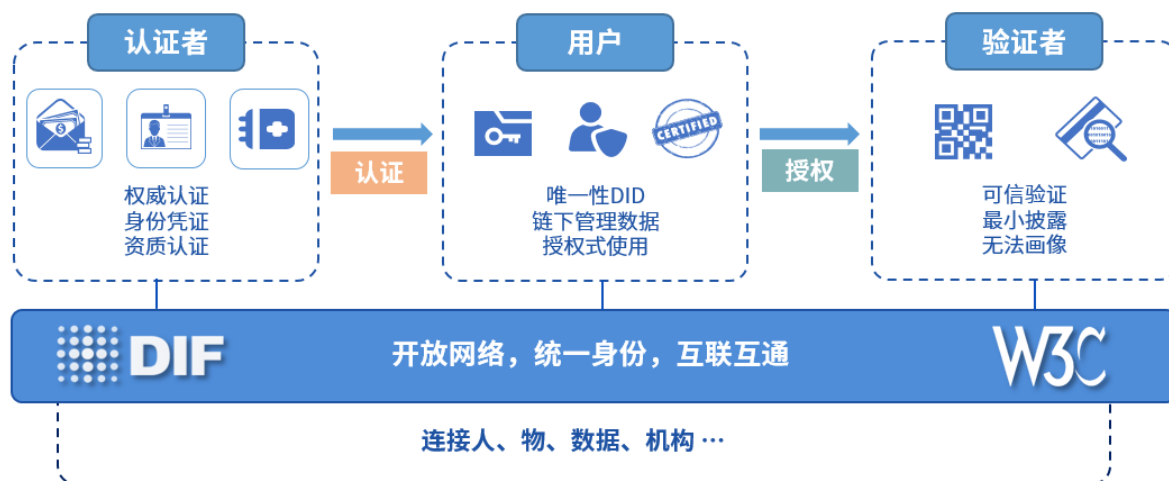 认证者
用户
验证者
CERTIFIED
认证
授权
权威认证
身份凭证
资质认证
唯一性DID
链下管理数据
授权式使用
可信验证
最小披露
无法画像
DIF
开放网络，统一身份，互联互通
W3C
连接人、物、数据、机构 …